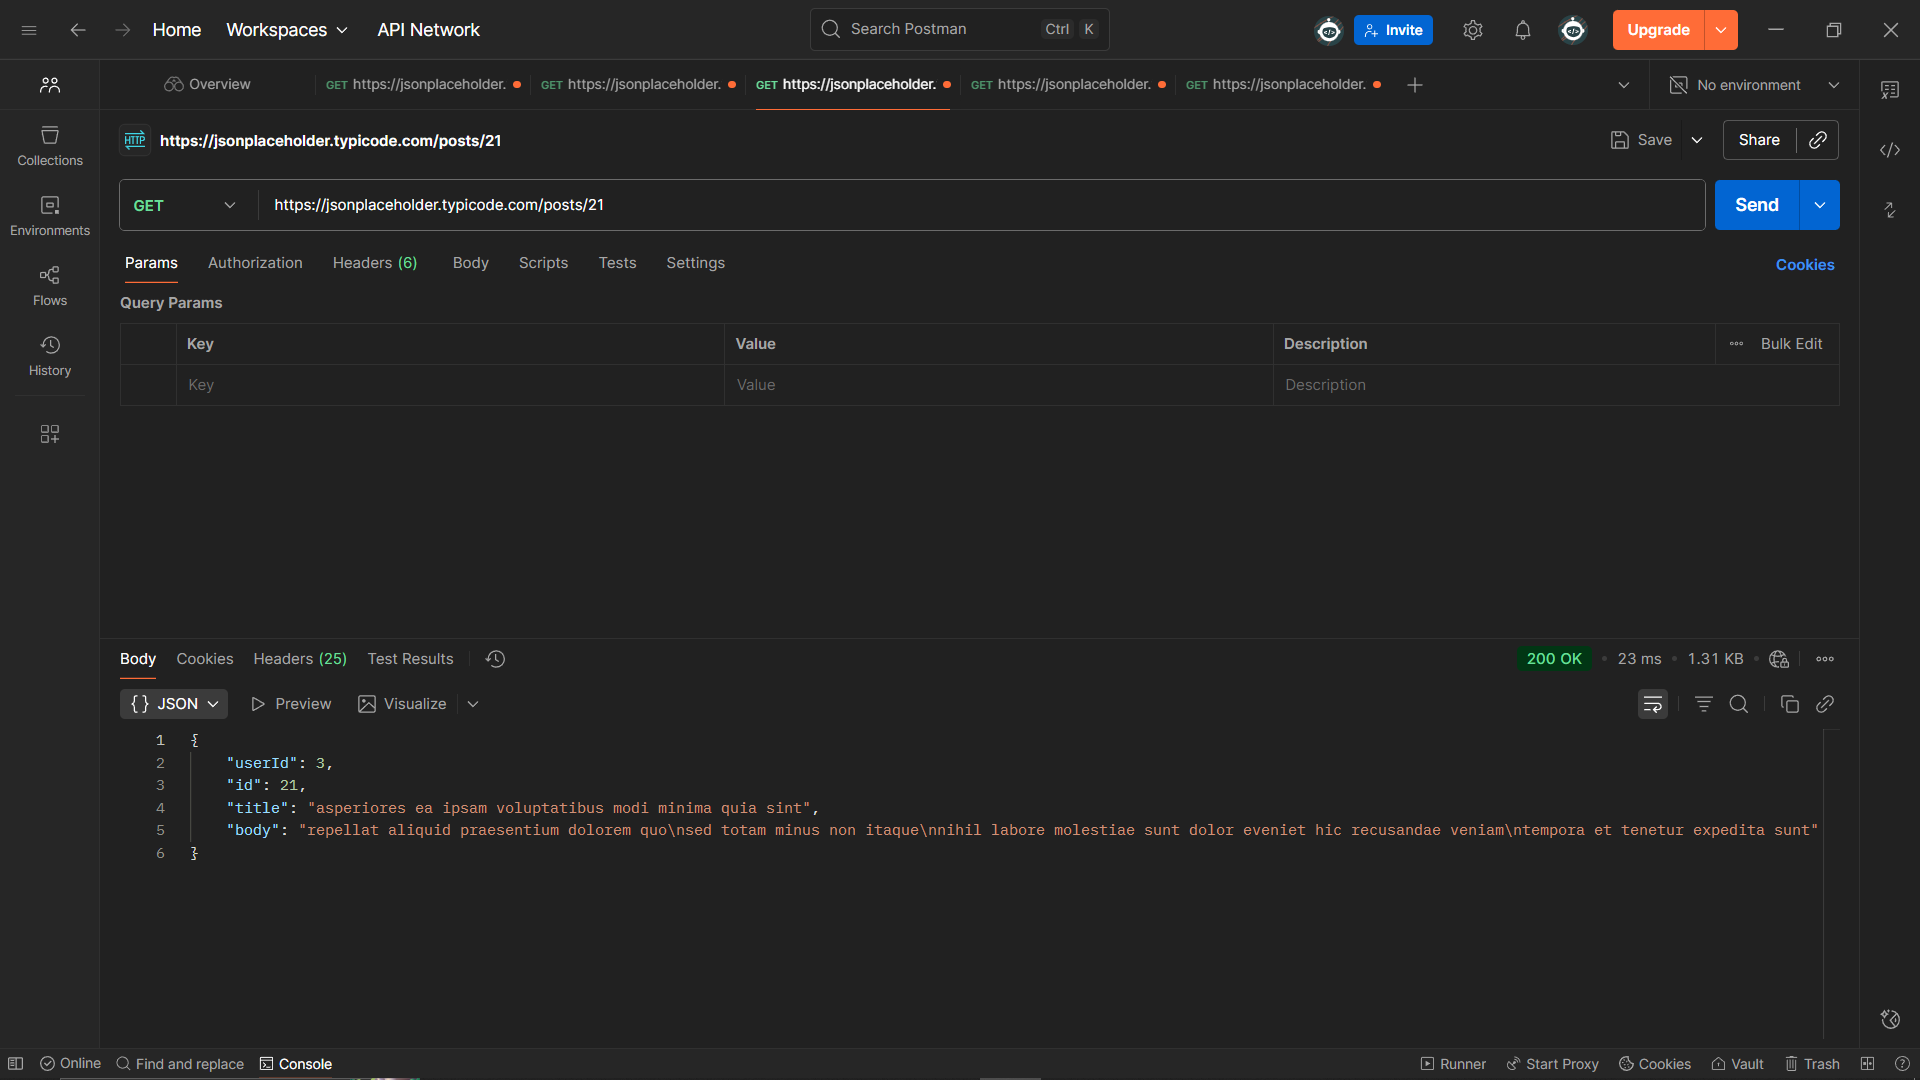 Home Workspaces API Network Search Postman Ctrl K Invite Upgrade
Overview GET https://jsonplaceholder. GET https://jsonplaceholder. GET https://jsonplaceholder. GET https://jsonplaceholder. GET https://jsonplaceholder. No environment
HTTP https://jsonplaceholder.typicode.com/posts/21 Save Share
Collections
GET https://jsonplaceholder.typicode.com/posts/21 Send
Environments
Params Authorization Headers (6) Body Scripts Tests Settings Cookies
Flows
Query Params
Key Value Description Bulk Edit
History
Key Value Description
Body Cookies Headers (25) Test Results 200 OK 23 ms 1.31 KB
{} JSON Preview Visualize
1 {
2 "userId": 3,
3 "id": 21,
4 "title": "asperiores ea ipsam voluptatibus modi minima quia sint",
5 "body": "repellat aliquid praesentium dolorem quo\nsed totam minus non itaque\nnihil labore molestiae sunt dolor eveniet hic recusandae veniam\ntempora et tenetur expedita sunt"
6 }
Online Find and replace Console Runner Start Proxy Cookies Vault Trash